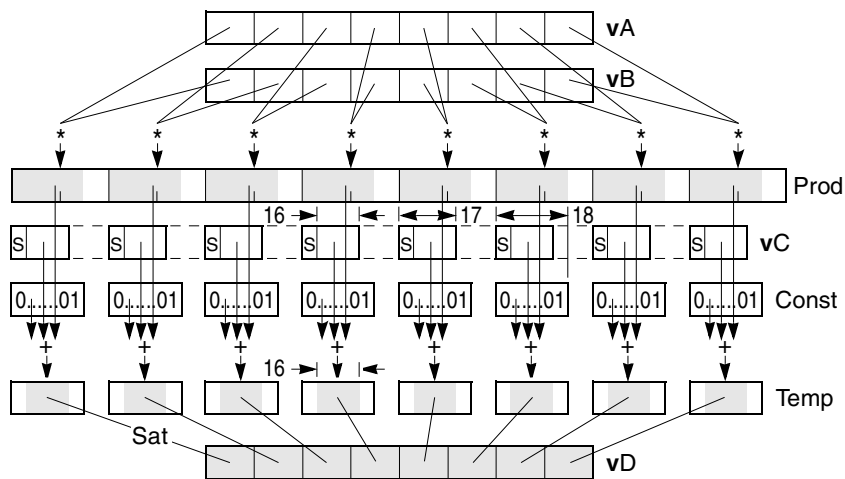 vA
vB
* * * * * * * *
Prod
16 17 18
S S S S S S S S vC
0......01 0......01 0......01 0......01 0......01 0......01 0......01 0......01 Const
+ + + + + + + +
16
Temp
Sat
vD